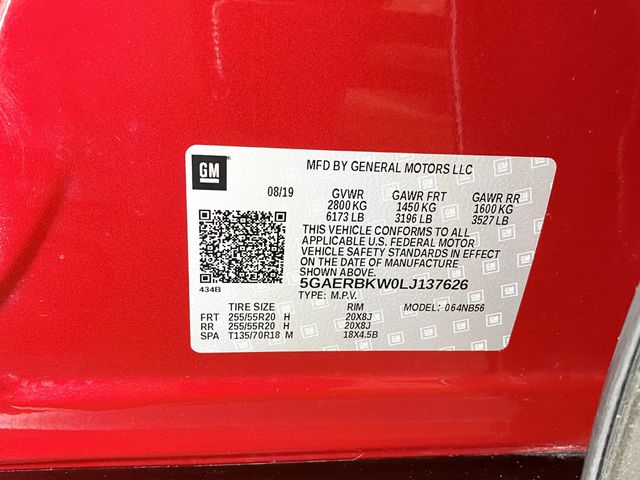 GM
MFD BY GENERAL MOTORS LLC
08/19 GVWR GAWR FRT GAWR RR
2800 KG 1450 KG 1600 KG
6173 LB 3196 LB 3527 LB
THIS VEHICLE CONFORMS TO ALL
APPLICABLE U.S. FEDERAL MOTOR
VEHICLE SAFETY STANDARDS IN EFFECT
ON THE DATE OF MANUFACTURE
SHOWN ABOVE.
434B 5GAERBKW0LJ137626
TYPE: M.P.V.
TIRE SIZE RIM MODEL: 064NB56
FRT 255/55R20 H 20X8J
RR 255/55R20 H 20X8J
SPA T135/70R18 M 18X4.5B